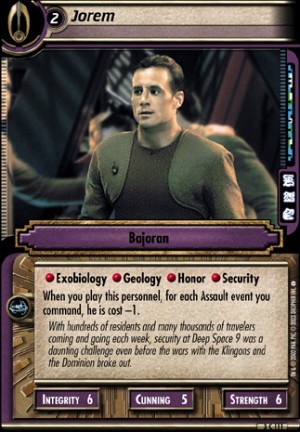 2 Jorem
Bajoran
Exobiology Geology Honor Security
When you play this personnel, for each Assault event you
command, he is cost -1.
With hundreds of residents and many thousands of travelers
coming and going each week, security at Deep Space 9 was a
daunting challenge even before the wars with the Klingons and
the Dominion broke out.
INTEGRITY 6 CUNNING 5 STRENGTH 6